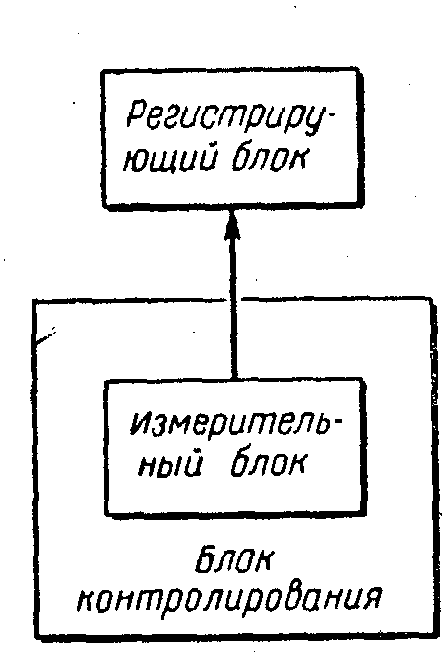 Регистриру-
ющий блок
Измеритель-
ный блок
Блок
контролирования